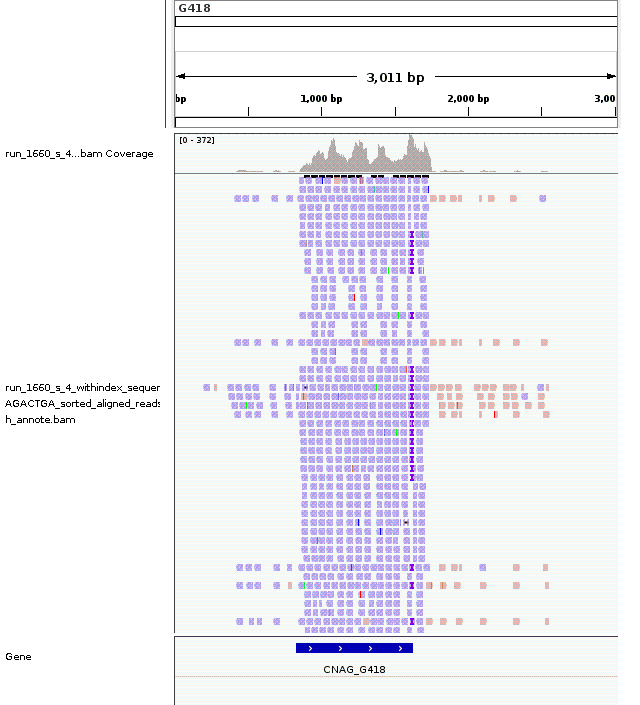 G418
3,011 bp
bp 1,000 bp 2,000 bp 3,00
[0 - 372]
run_1660_s_4...bam Coverage
run_1660_s_4_withindex_sequer
AGACTGA_sorted_aligned_reads
h_annote.bam
Gene
CNAG_G418